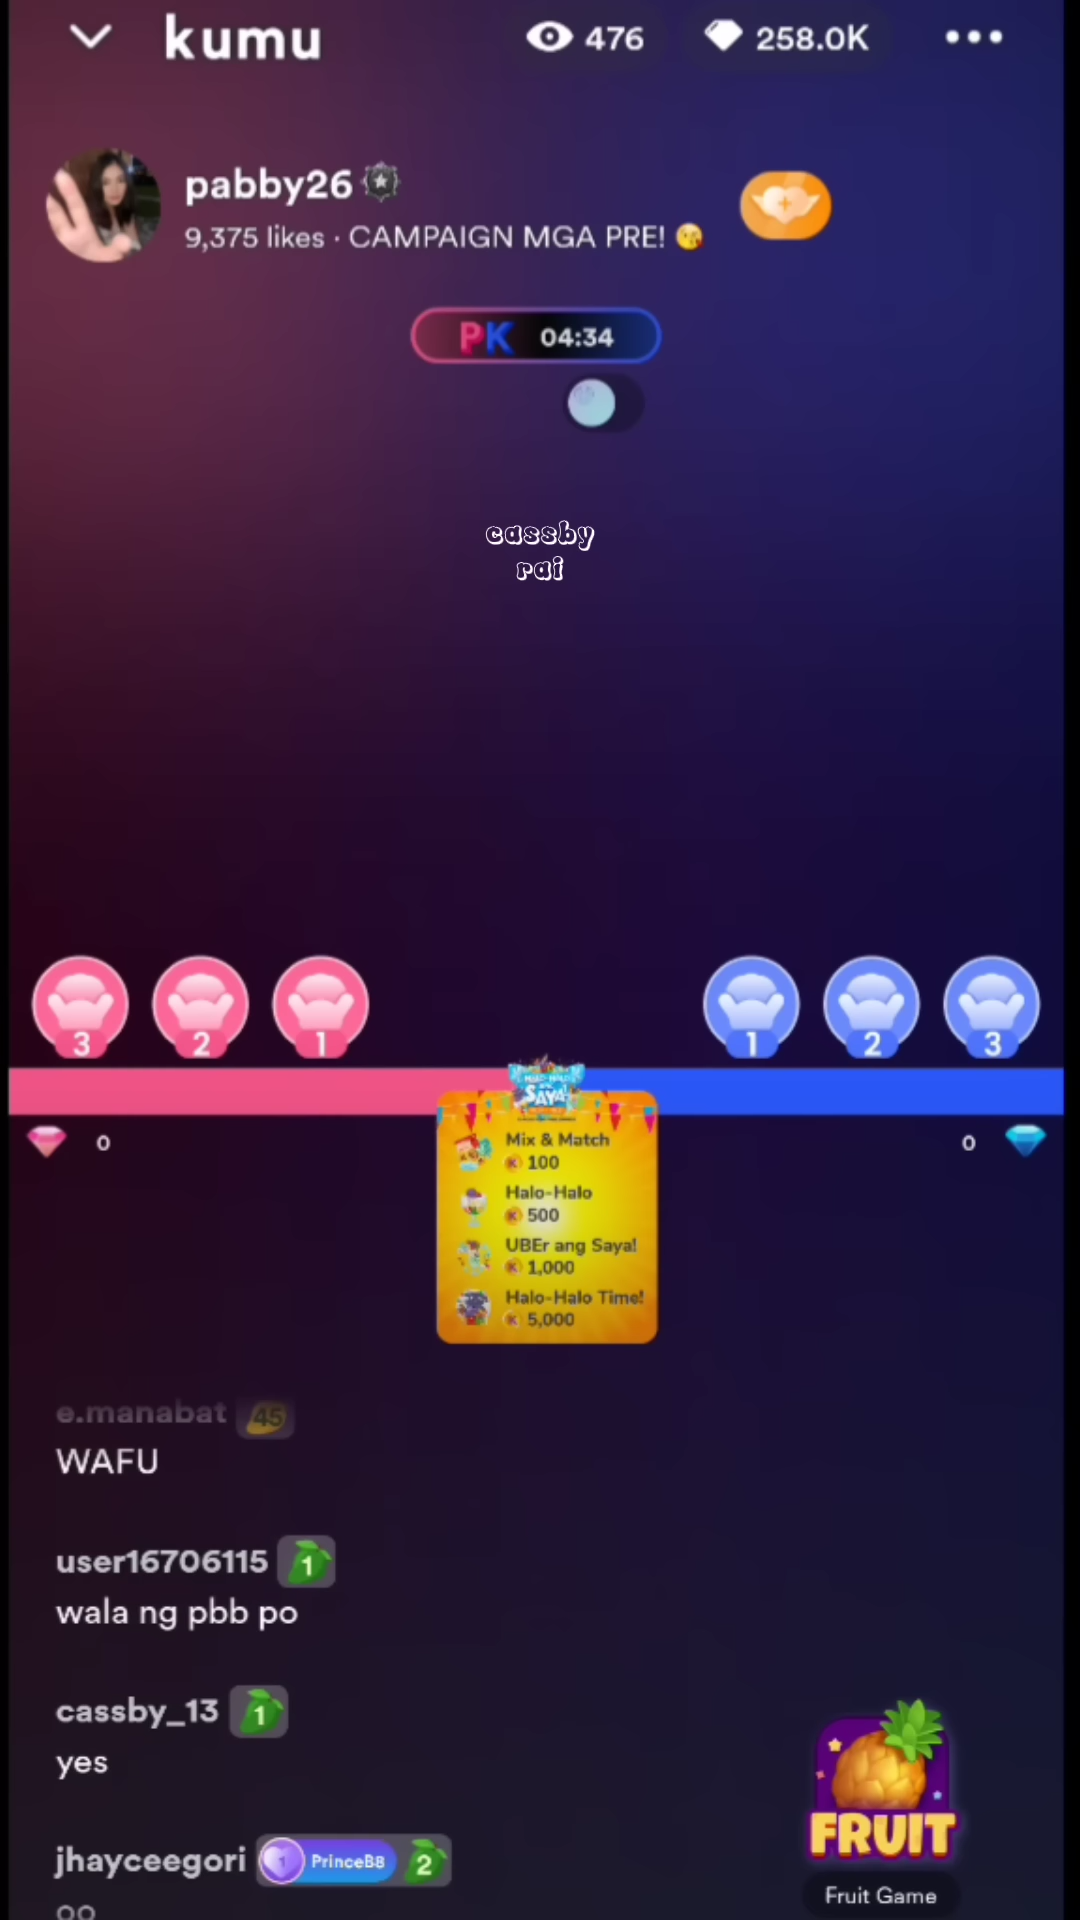 kumu 476 258.0K
pabby26
9,375 likes · CAMPAIGN MGA PRE! 😘
PK 04:34
cassby
rai
3 2 1 1 2 3
SAYA!
0 0
Mix & Match
100
Halo-Halo
500
UBEr ang Saya!
1,000
Halo-Halo Time!
5,000
e.manabat 45
WAFU
user16706115 1
wala ng pbb po
cassby_13 1
yes
jhayceegori 1 PrinceB8 2
FRUIT
Fruit Game